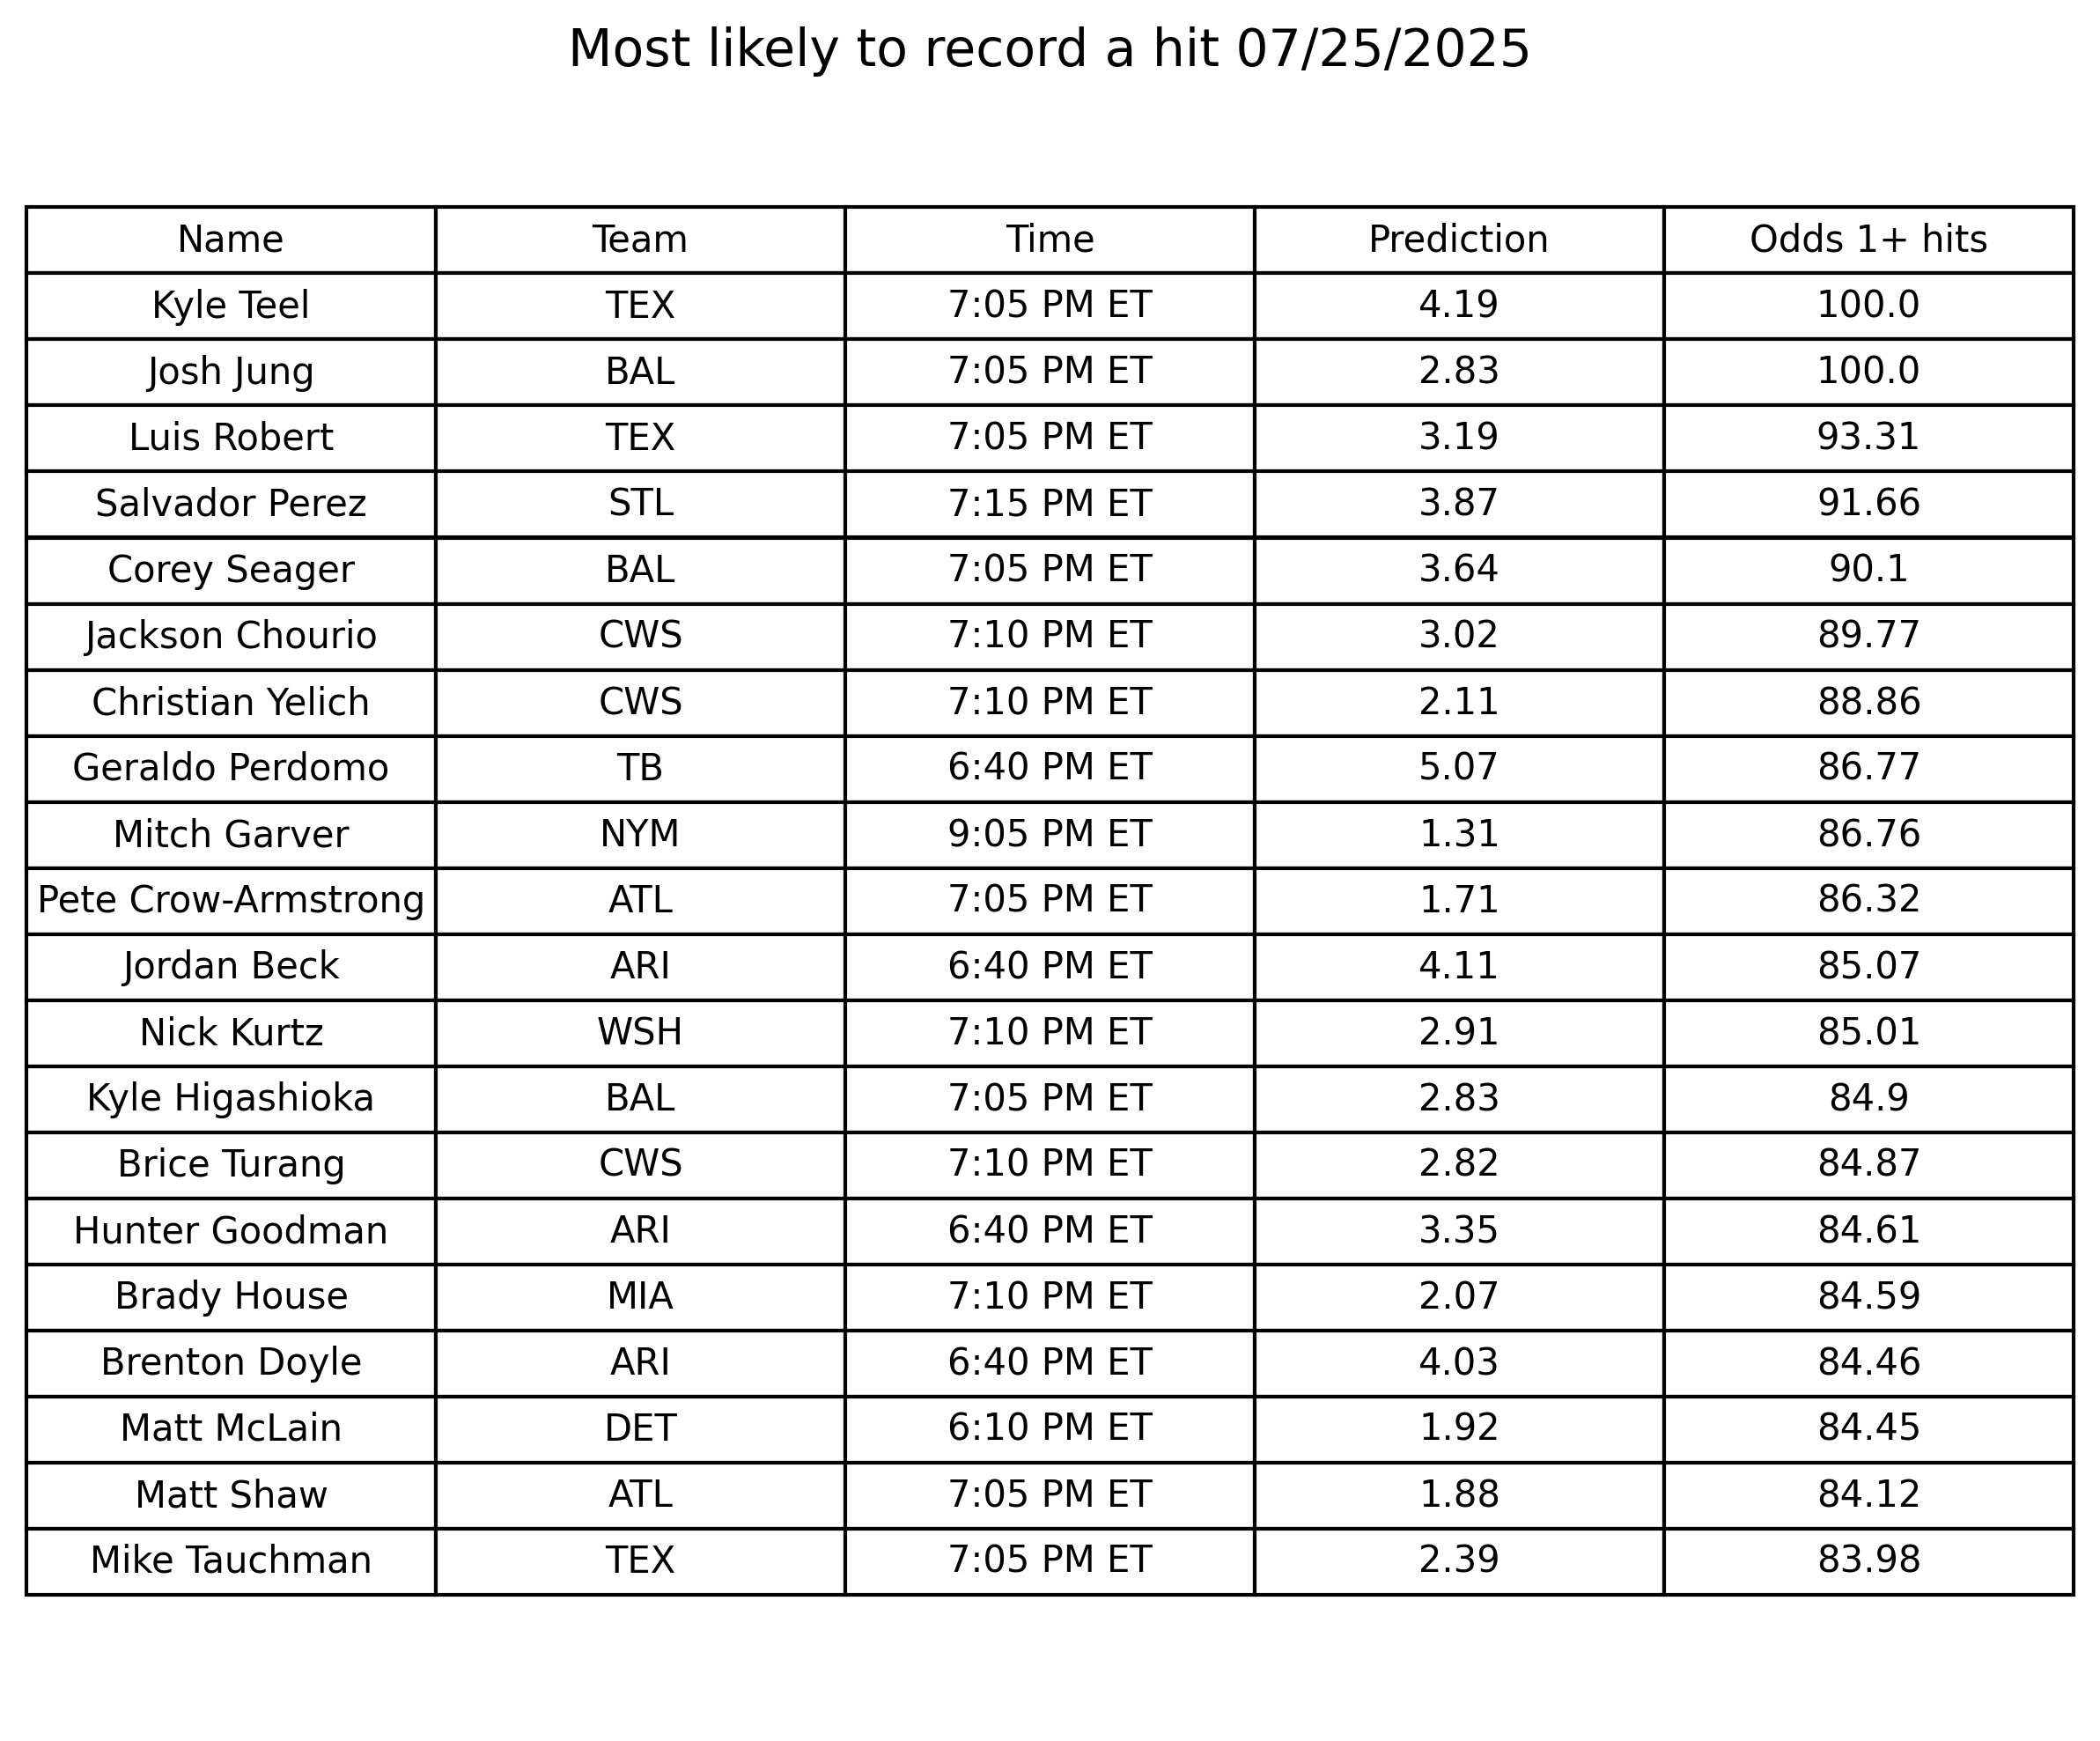 Most likely to record a hit 07/25/2025
Name Team Time Prediction Odds 1+ hits
Kyle Teel TEX 7:05 PM ET 4.19 100.0
Josh Jung BAL 7:05 PM ET 2.83 100.0
Luis Robert TEX 7:05 PM ET 3.19 93.31
Salvador Perez STL 7:15 PM ET 3.87 91.66
Corey Seager BAL 7:05 PM ET 3.64 90.1
Jackson Chourio CWS 7:10 PM ET 3.02 89.77
Christian Yelich CWS 7:10 PM ET 2.11 88.86
Geraldo Perdomo TB 6:40 PM ET 5.07 86.77
Mitch Garver NYM 9:05 PM ET 1.31 86.76
Pete Crow-Armstrong ATL 7:05 PM ET 1.71 86.32
Jordan Beck ARI 6:40 PM ET 4.11 85.07
Nick Kurtz WSH 7:10 PM ET 2.91 85.01
Kyle Higashioka BAL 7:05 PM ET 2.83 84.9
Brice Turang CWS 7:10 PM ET 2.82 84.87
Hunter Goodman ARI 6:40 PM ET 3.35 84.61
Brady House MIA 7:10 PM ET 2.07 84.59
Brenton Doyle ARI 6:40 PM ET 4.03 84.46
Matt McLain DET 6:10 PM ET 1.92 84.45
Matt Shaw ATL 7:05 PM ET 1.88 84.12
Mike Tauchman TEX 7:05 PM ET 2.39 83.98